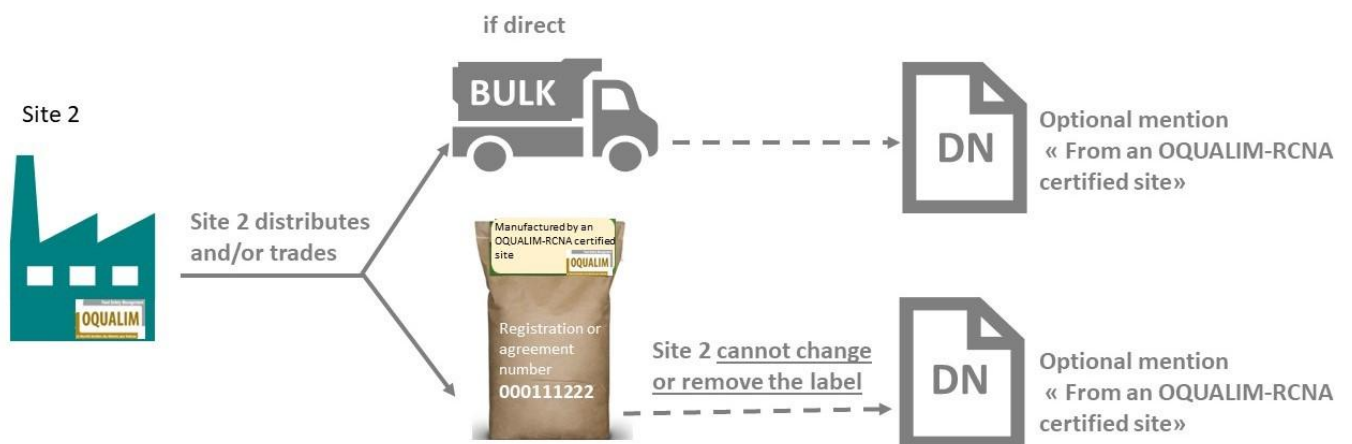 if direct
BULK
Site 2
DN
Optional mention
« From an OQUALIM-RCNA
certified site»
Site 2 distributes
and/or trades
Manufactured by an
OQUALIM-RCNA certified
site
OQUALIM
OQUALIM
Registration or
agreement
number
000111222
Site 2 cannot change
or remove the label
DN
Optional mention
« From an OQUALIM-RCNA
certified site»